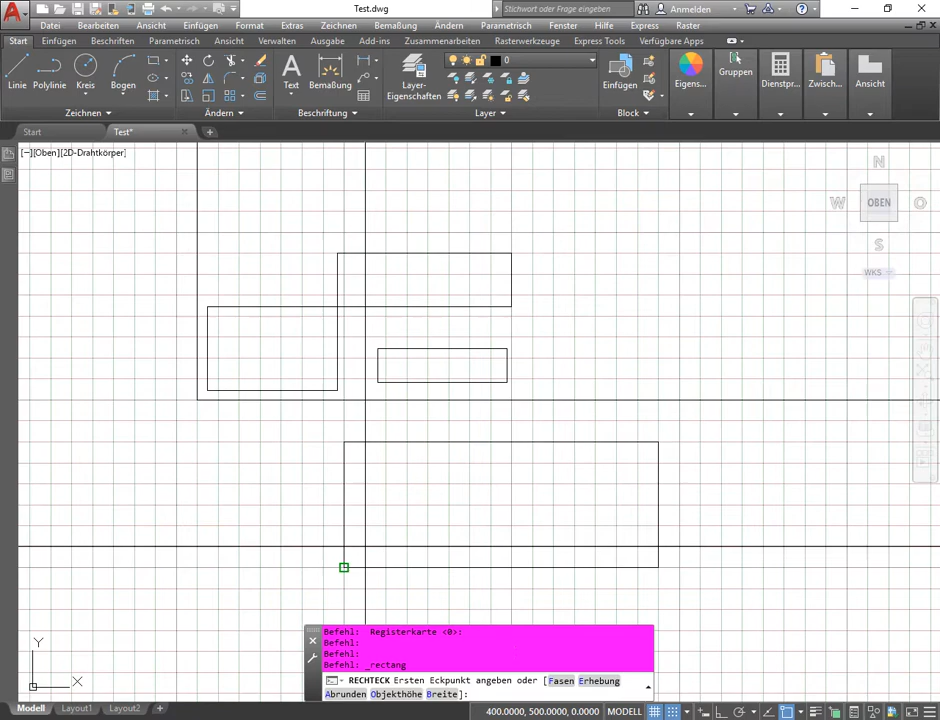 Test.dwg
Stichwort oder Phrase eingeben
Anmelden
Datei Bearbeiten Ansicht Einfügen Format Extras Zeichnen Bemaßung Ändern Parametrisch Fenster Hilfe Express Raster
Start Einfügen Beschriften Parametrisch Ansicht Verwalten Ausgabe Add-ins Zusammenarbeiten Rasterwerkzeuge Express Tools Verfügbare Apps
0
Linie Polylinie Kreis Bogen Text Bemaßung Layer-
Eigenschaften Einfügen Eigens... Gruppen Dienstpr... Zwisch... Ansicht
Zeichnen Ändern Beschriftung Layer Block
Start Test*
[−][Oben][2D-Drahtkörper]
N
W OBEN O
S
WKS
Y
X
Befehl: Registerkarte <0>:
Befehl:
Befehl:
Befehl: _rectang
RECHTECK Ersten Eckpunkt angeben oder [Fasen Erhebung
Abrunden Objekthöhe Breite]:
Modell Layout1 Layout2 +
400.0000, 500.0000, 0.0000 MODELL